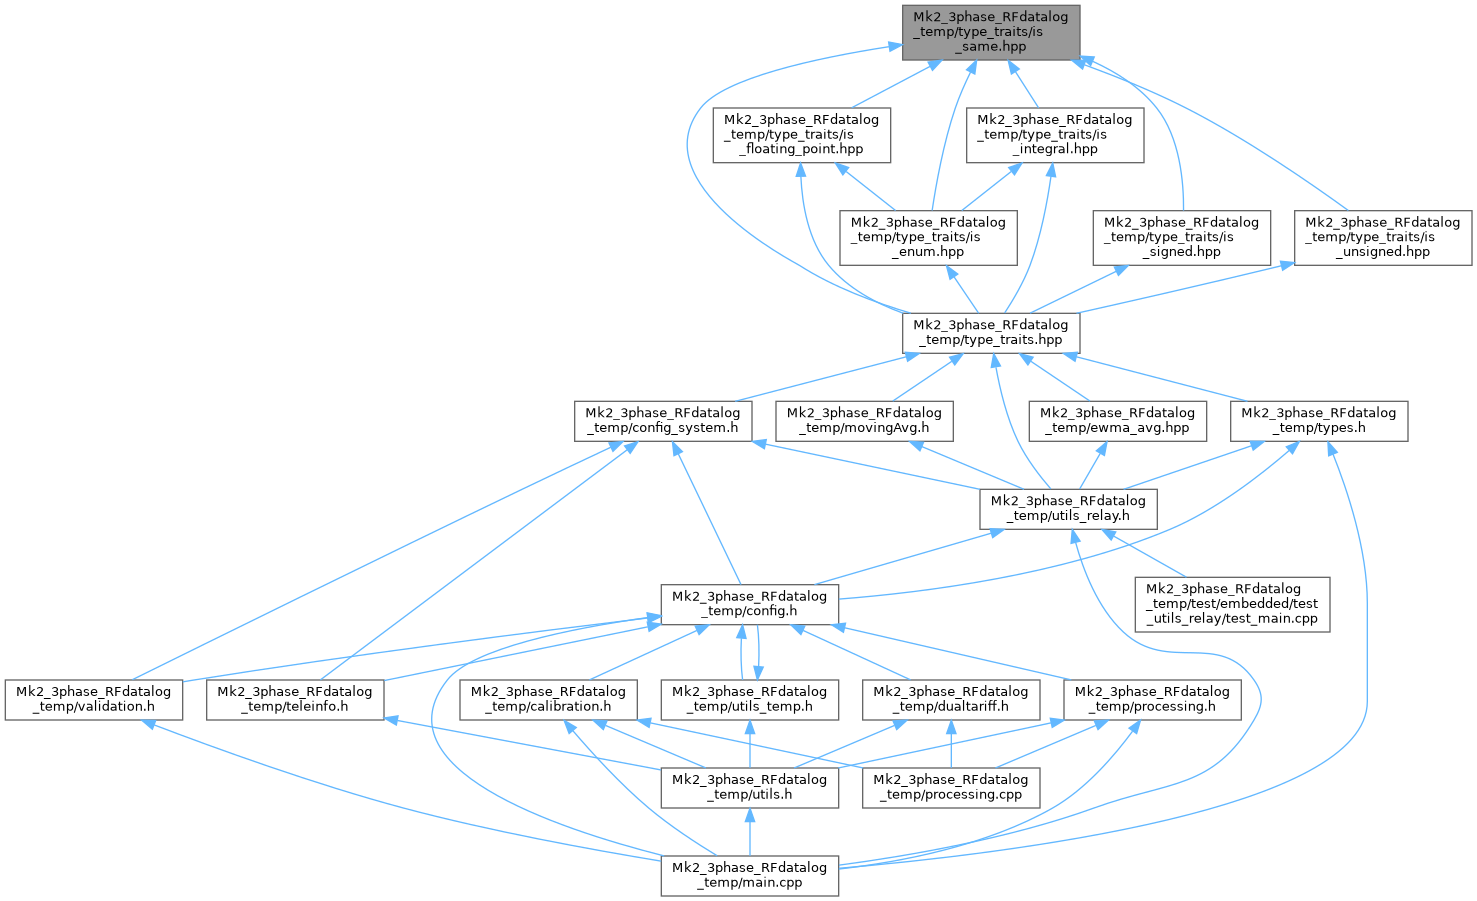 Mk2_3phase_RFdatalog
_temp/type_traits/is
_same.hpp
Mk2_3phase_RFdatalog
_temp/type_traits/is
_floating_point.hpp
Mk2_3phase_RFdatalog
_temp/type_traits/is
_integral.hpp
Mk2_3phase_RFdatalog
_temp/type_traits/is
_enum.hpp
Mk2_3phase_RFdatalog
_temp/type_traits/is
_signed.hpp
Mk2_3phase_RFdatalog
_temp/type_traits/is
_unsigned.hpp
Mk2_3phase_RFdatalog
_temp/type_traits.hpp
Mk2_3phase_RFdatalog
_temp/config_system.h
Mk2_3phase_RFdatalog
_temp/movingAvg.h
Mk2_3phase_RFdatalog
_temp/ewma_avg.hpp
Mk2_3phase_RFdatalog
_temp/types.h
Mk2_3phase_RFdatalog
_temp/utils_relay.h
Mk2_3phase_RFdatalog
_temp/config.h
Mk2_3phase_RFdatalog
_temp/test/embedded/test
_utils_relay/test_main.cpp
Mk2_3phase_RFdatalog
_temp/validation.h
Mk2_3phase_RFdatalog
_temp/teleinfo.h
Mk2_3phase_RFdatalog
_temp/calibration.h
Mk2_3phase_RFdatalog
_temp/utils_temp.h
Mk2_3phase_RFdatalog
_temp/dualtariff.h
Mk2_3phase_RFdatalog
_temp/processing.h
Mk2_3phase_RFdatalog
_temp/utils.h
Mk2_3phase_RFdatalog
_temp/processing.cpp
Mk2_3phase_RFdatalog
_temp/main.cpp